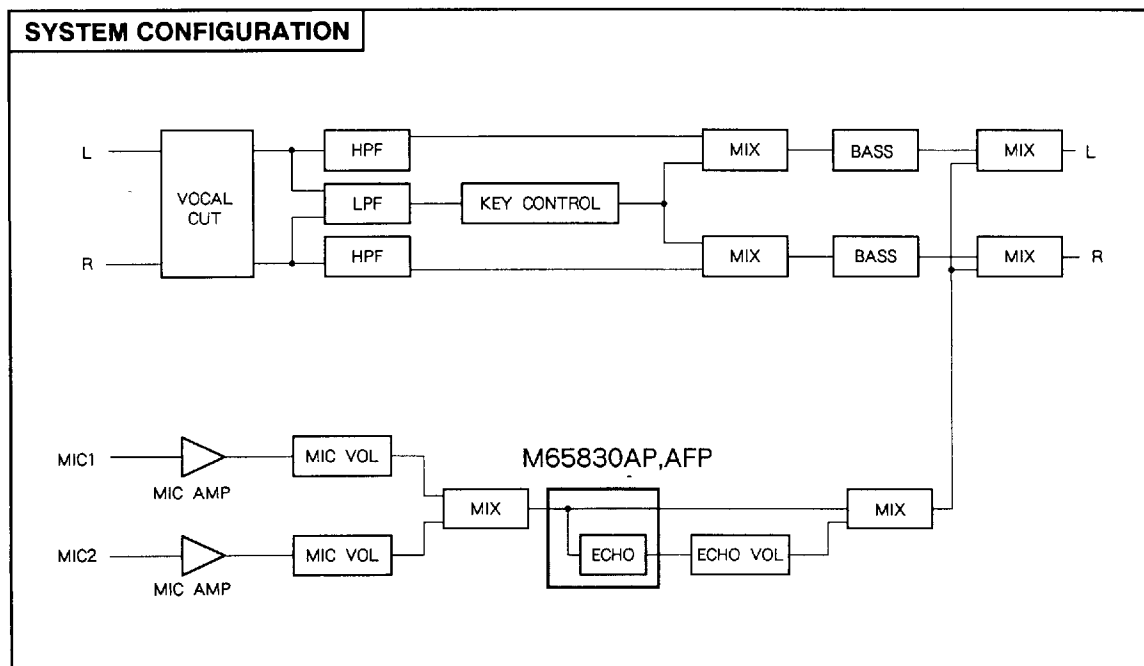 SYSTEM CONFIGURATION
L
VOCAL
CUT
HPF
MIX
BASS
MIX
L
LPF
KEY CONTROL
R
HPF
MIX
BASS
MIX
R
MIC1
MIC AMP
MIC VOL
M65830AP,AFP
MIX
MIX
MIC2
MIC AMP
MIC VOL
ECHO
ECHO VOL